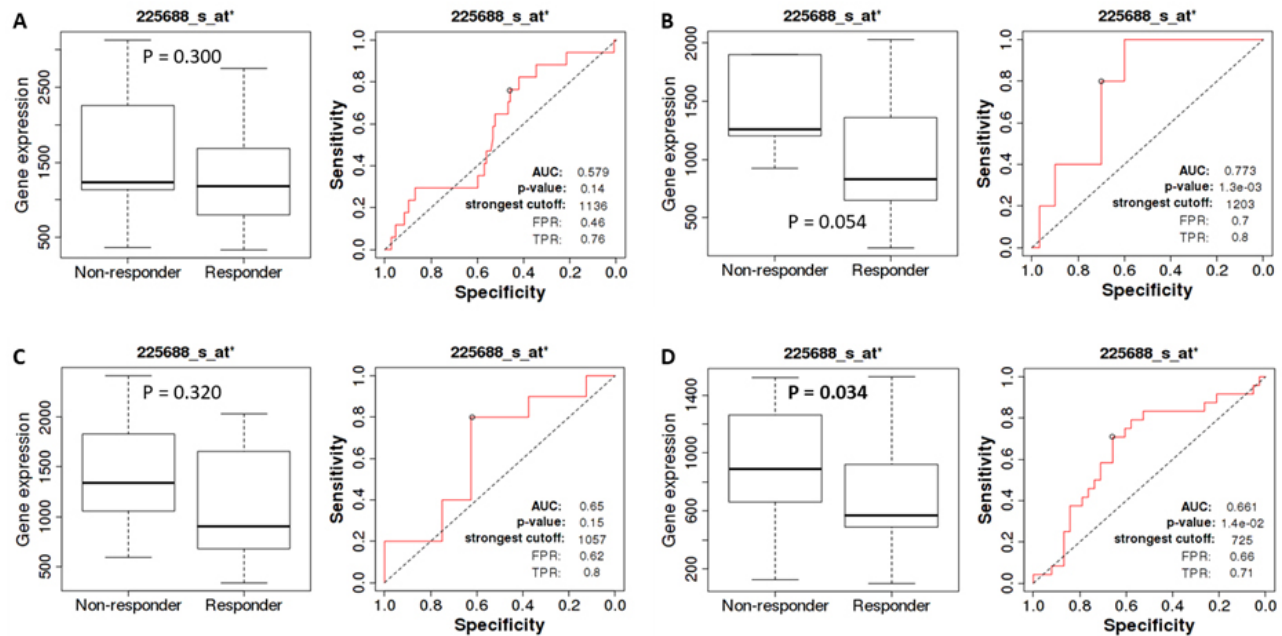 A
225688_s_at*
P = 0.300
Gene expression
2500
1500
500
Non-responder
Responder
225688_s_at*
Sensitivity
1.0
0.8
0.6
0.4
0.2
0.0
AUC: 0.579
p-value: 0.14
strongest cutoff: 1136
FPR: 0.46
TPR: 0.76
1.0 0.8 0.6 0.4 0.2 0.0
Specificity
B
225688_s_at*
Gene expression
2000
1500
1000
500
P = 0.054
Non-responder
Responder
225688_s_at*
Sensitivity
1.0
0.8
0.6
0.4
0.2
0.0
AUC: 0.773
p-value: 1.3e-03
strongest cutoff: 1203
FPR: 0.7
TPR: 0.8
1.0 0.8 0.6 0.4 0.2 0.0
Specificity
C
225688_s_at*
P = 0.320
Gene expression
2000
1500
1000
500
Non-responder
Responder
225688_s_at*
Sensitivity
1.0
0.8
0.6
0.4
0.2
0.0
AUC: 0.65
p-value: 0.15
strongest cutoff: 1057
FPR: 0.62
TPR: 0.8
1.0 0.8 0.6 0.4 0.2 0.0
Specificity
D
225688_s_at*
P = 0.034
Gene expression
1400
1000
600
200
Non-responder
Responder
225688_s_at*
Sensitivity
1.0
0.8
0.6
0.4
0.2
0.0
AUC: 0.661
p-value: 1.4e-02
strongest cutoff: 725
FPR: 0.66
TPR: 0.71
1.0 0.8 0.6 0.4 0.2 0.0
Specificity